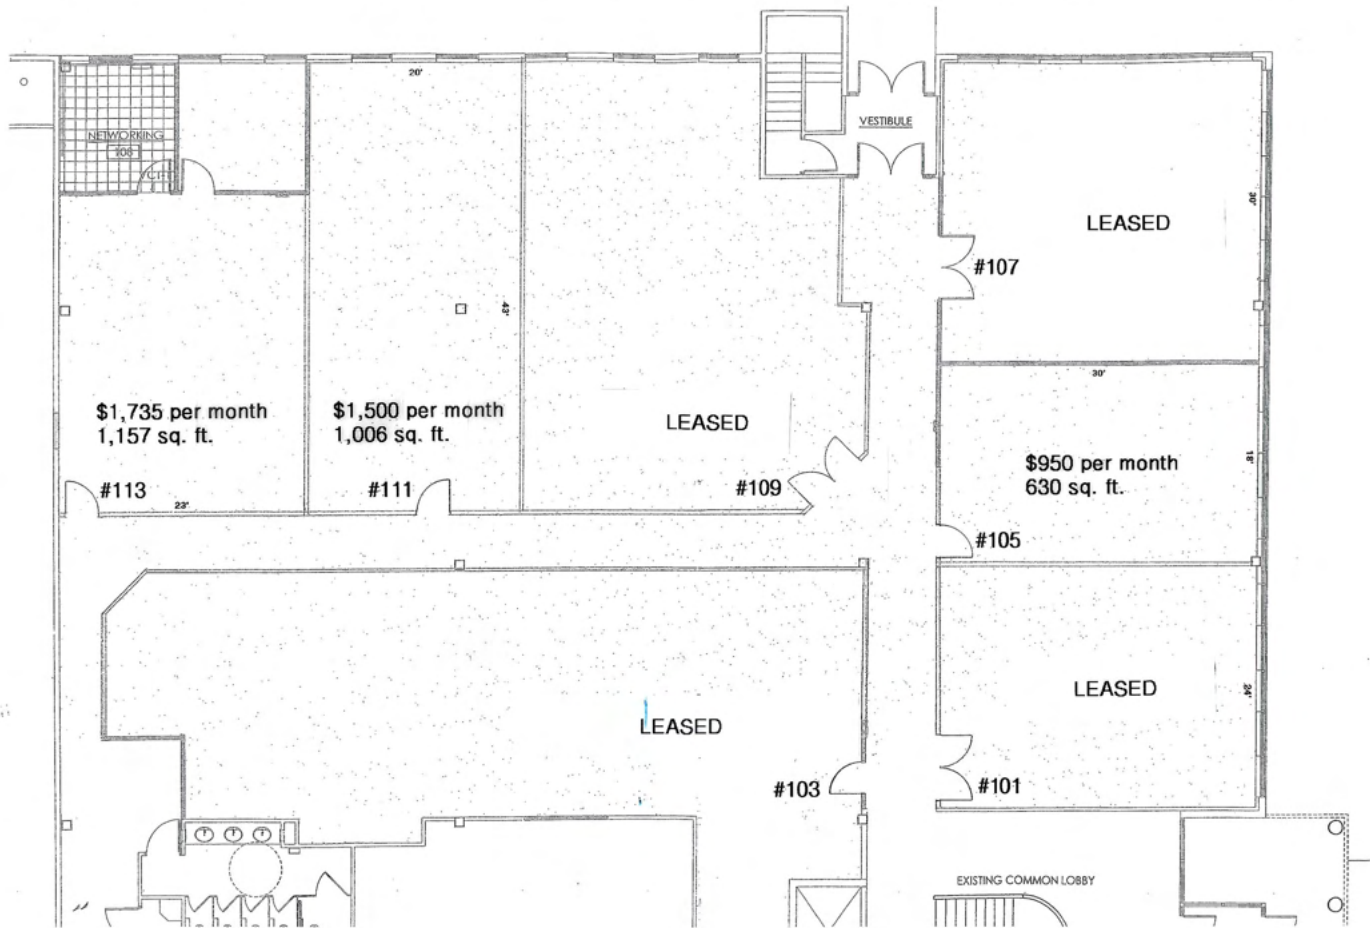 20'
NETWORKING
108
VESTIBULE
30'
LEASED
#107
43'
30'
$1,735 per month
1,157 sq. ft.
$1,500 per month
1,006 sq. ft.
LEASED
$950 per month
630 sq. ft.
18'
#113
23'
#111
#109
#105
LEASED
24'
LEASED
#103
#101
EXISTING COMMON LOBBY